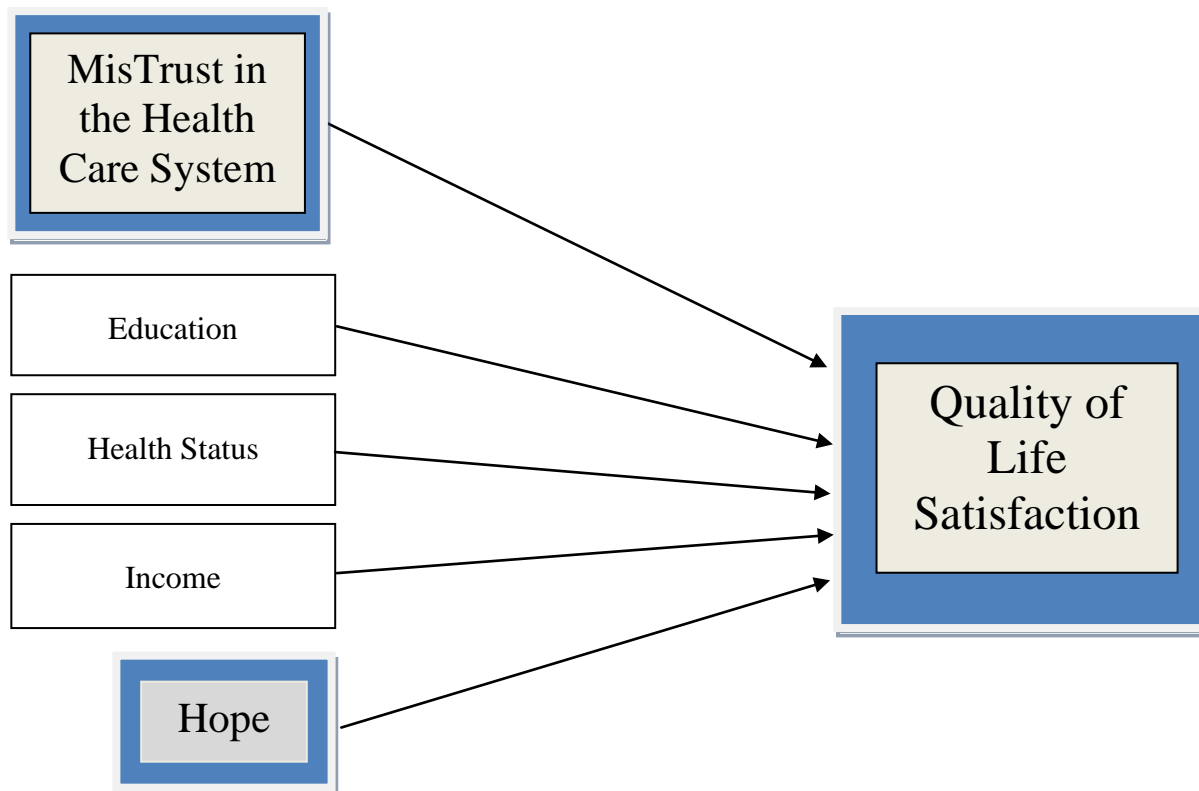 MisTrust in
the Health
Care System
Education
Health Status
Income
Hope
Quality of
Life
Satisfaction